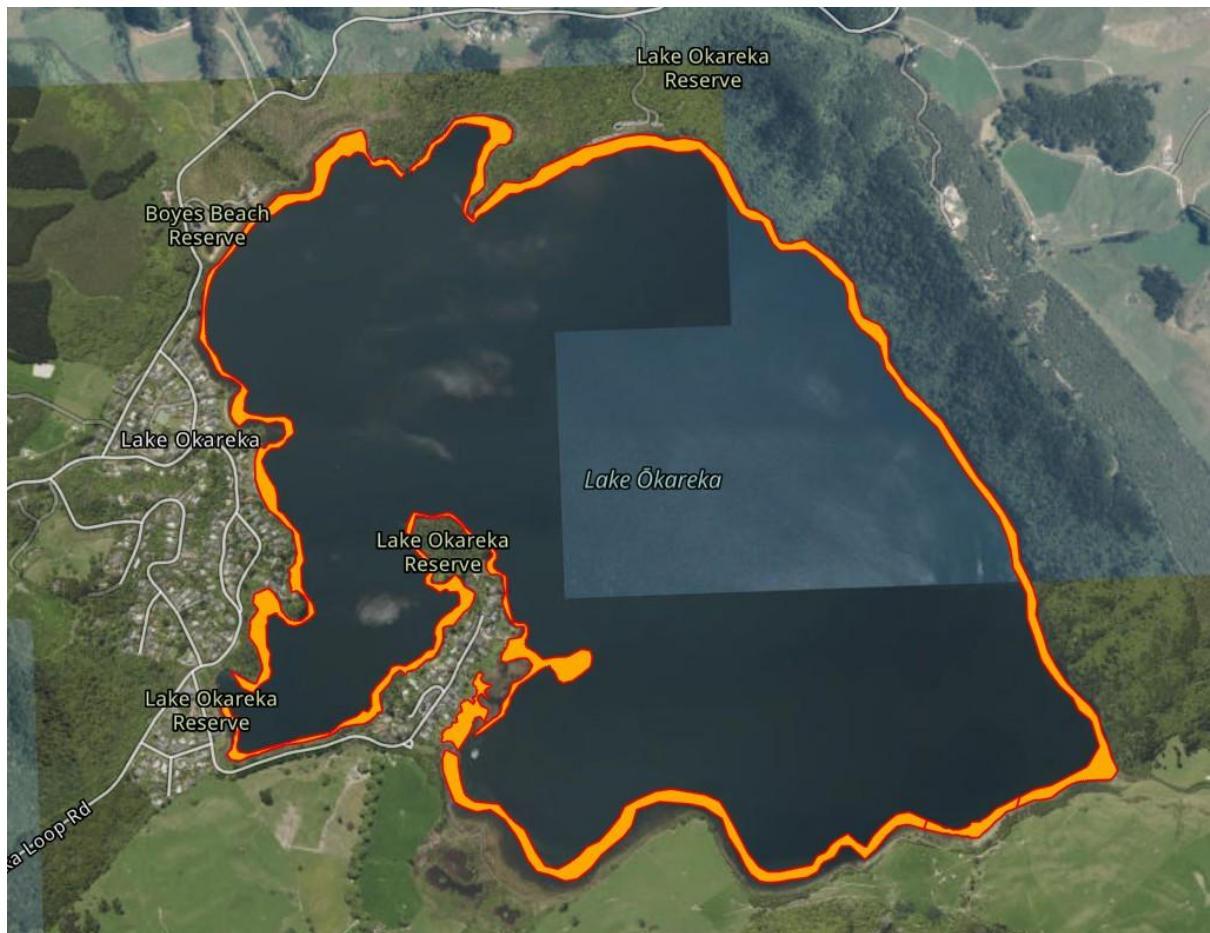 Lake Okareka
Reserve
Boyes Beach
Reserve
Lake Okareka
Lake Ōkareka
Lake Okareka
Reserve
Lake Okareka
Reserve
ka Loop Rd